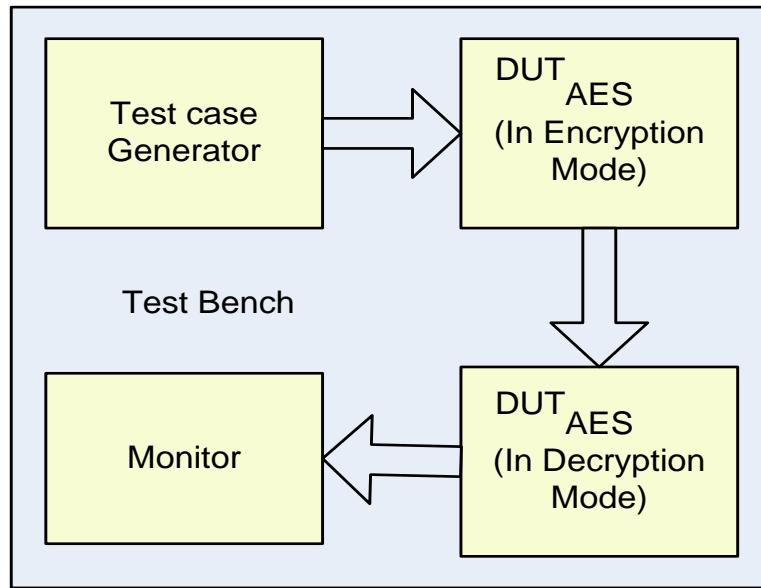 Test case
Generator
DUT AES
(In Encryption
Mode)
Test Bench
Monitor
DUT AES
(In Decryption
Mode)